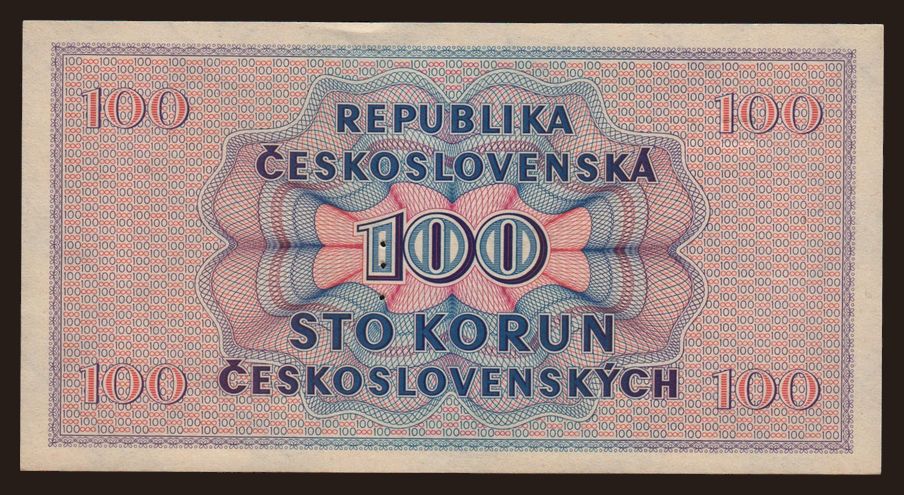 100 100
REPUBLIKA
ČESKOSLOVENSKÁ
100
STO KORUN
ČESKOSLOVENSKÝCH
100 100